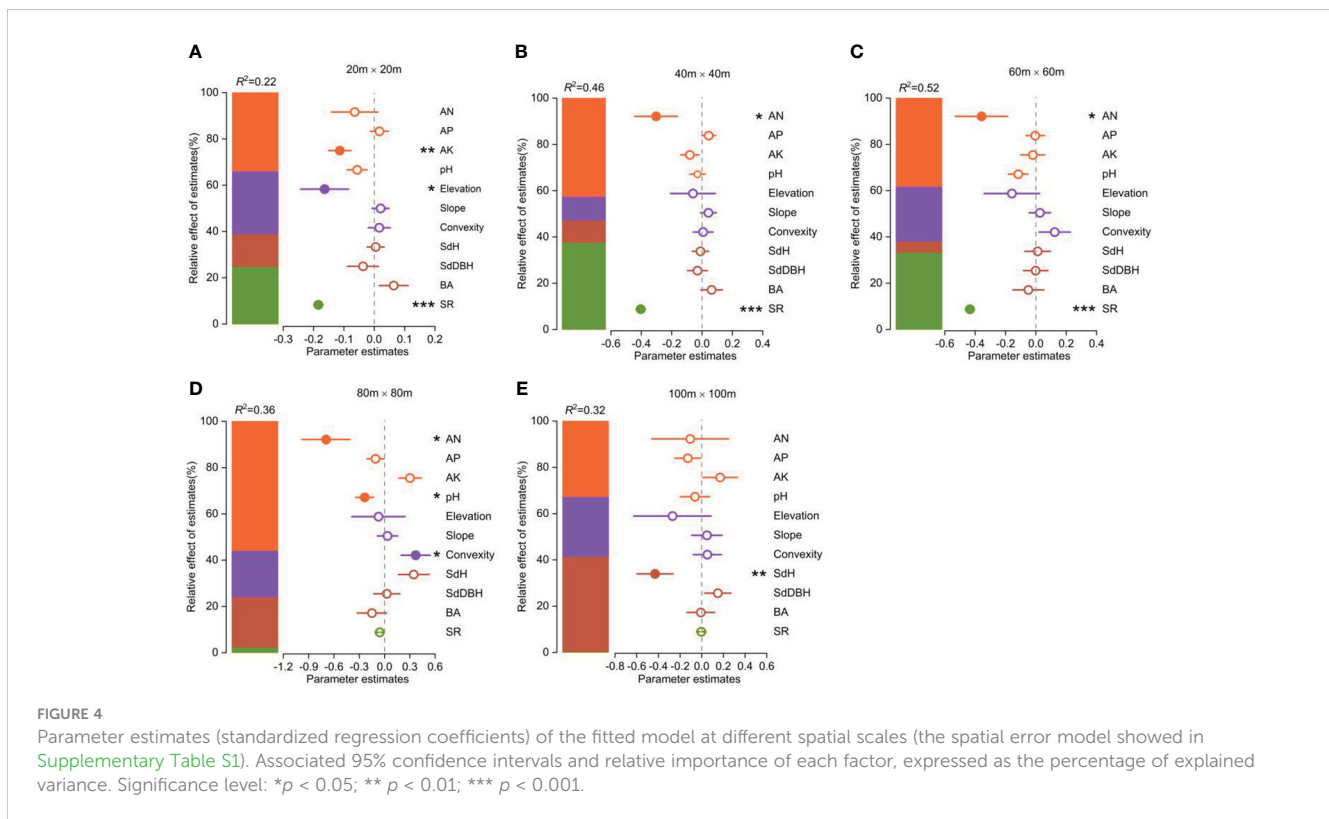 A
20m × 20m
R²=0.22
Relative effect of estimates(%)
100
80
60
40
20
0
AN
AP
** AK
pH
* Elevation
Slope
Convexity
SdH
SdDBH
BA
*** SR
-0.3 -0.2 -0.1 0.0 0.1 0.2
Parameter estimates
B
40m × 40m
R²=0.46
Relative effect of estimates(%)
100
80
60
40
20
0
* AN
AP
AK
pH
Elevation
Slope
Convexity
SdH
SdDBH
BA
*** SR
-0.6 -0.4 -0.2 0.0 0.2 0.4
Parameter estimates
C
60m × 60m
R²=0.52
Relative effect of estimates(%)
100
80
60
40
20
0
* AN
AP
AK
pH
Elevation
Slope
Convexity
SdH
SdDBH
BA
*** SR
-0.6 -0.4 -0.2 0.0 0.2 0.4
Parameter estimates
D
80m × 80m
R²=0.36
Relative effect of estimates(%)
100
80
60
40
20
0
* AN
AP
AK
* pH
Elevation
Slope
* Convexity
SdH
SdDBH
BA
SR
-1.2 -0.9 -0.6 -0.3 0.0 0.3 0.6
Parameter estimates
E
100m × 100m
R²=0.32
Relative effect of estimates(%)
100
80
60
40
20
0
AN
AP
AK
pH
Elevation
Slope
Convexity
** SdH
SdDBH
BA
SR
-0.8 -0.6 -0.4 -0.2 0.0 0.2 0.4 0.6
Parameter estimates
FIGURE 4
Parameter estimates (standardized regression coefficients) of the fitted model at different spatial scales (the spatial error model showed in
Supplementary Table S1). Associated 95% confidence intervals and relative importance of each factor, expressed as the percentage of explained
variance. Significance level: *p < 0.05; ** p < 0.01; *** p < 0.001.